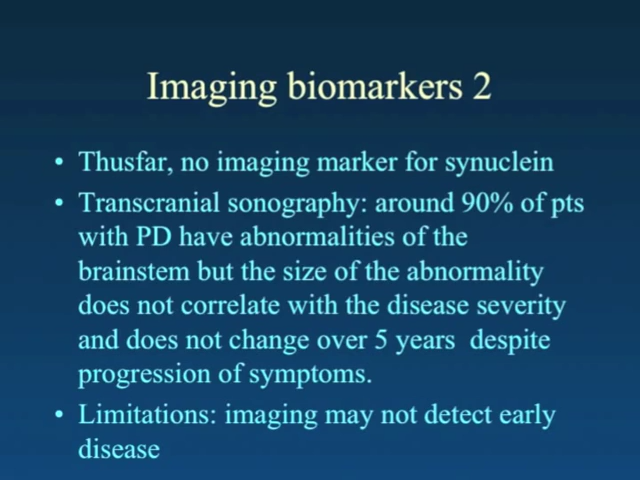 Imaging biomarkers 2
• Thusfar, no imaging marker for synuclein
• Transcranial sonography: around 90% of pts
with PD have abnormalities of the
brainstem but the size of the abnormality
does not correlate with the disease severity
and does not change over 5 years  despite
progression of symptoms.
• Limitations: imaging may not detect early
disease